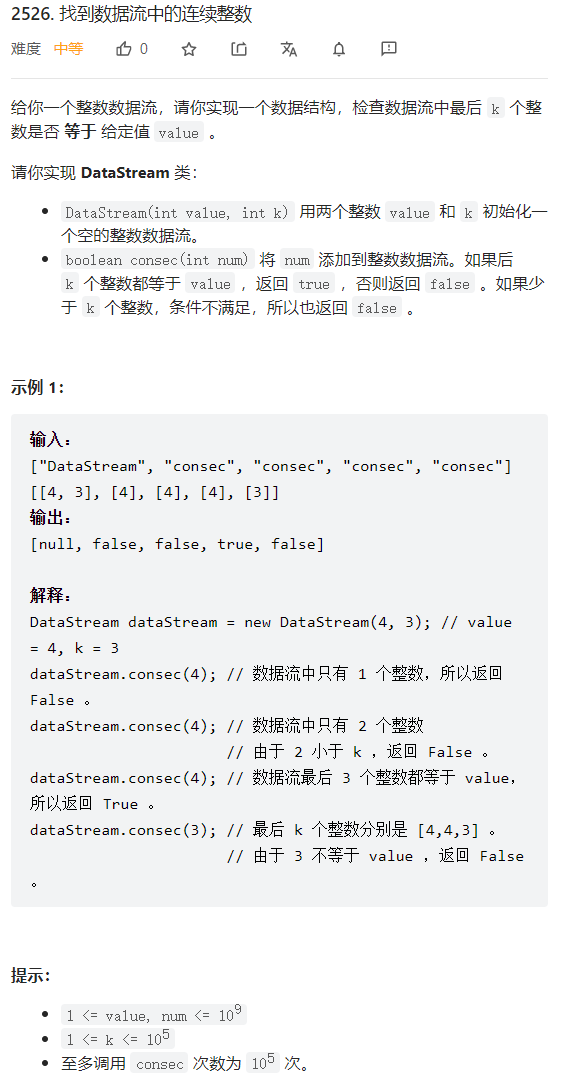 2526. 找到数据流中的连续整数
难度 中等 0
给你一个整数数据流，请你实现一个数据结构，检查数据流中最后 k 个整
数是否 等于 给定值 value 。
请你实现 DataStream 类：
DataStream(int value, int k) 用两个整数 value 和 k 初始化一
个空的整数数据流。
boolean consec(int num) 将 num 添加到整数数据流。如果后
k 个整数都等于 value ，返回 true ，否则返回 false 。如果少
于 k 个整数，条件不满足，所以也返回 false 。
示例 1：
输入：
["DataStream", "consec", "consec", "consec", "consec"]
[[4, 3], [4], [4], [4], [3]]
输出：
[null, false, false, true, false]
解释：
DataStream dataStream = new DataStream(4, 3); // value
= 4, k = 3
dataStream.consec(4); // 数据流中只有 1 个整数，所以返回
False 。
dataStream.consec(4); // 数据流中只有 2 个整数
// 由于 2 小于 k ，返回 False 。
dataStream.consec(4); // 数据流最后 3 个整数都等于 value，
所以返回 True 。
dataStream.consec(3); // 最后 k 个整数分别是 [4,4,3] 。
// 由于 3 不等于 value ，返回 False
。
提示：
1 <= value, num <= 10⁹
1 <= k <= 10⁵
至多调用 consec 次数为 10⁵ 次。